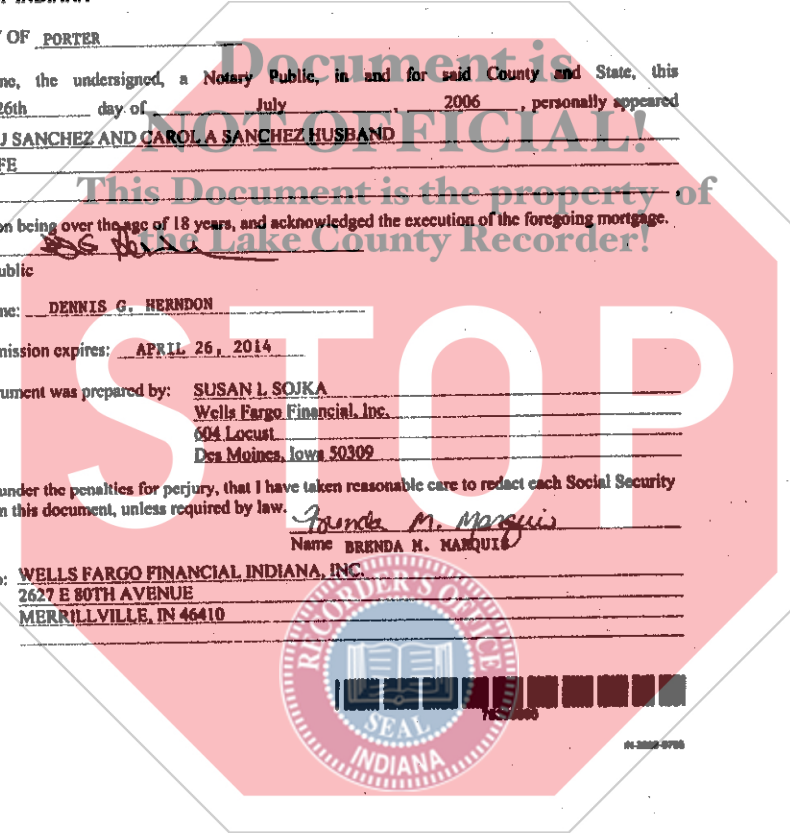 OF PORTER
the undersigned, a Notary Public, in and for said County and State, this
26th day of July, 2006, personally appeared
J SANCHEZ AND CAROL A SANCHEZ HUSBAND
FE
on being over the age of 18 years, and acknowledged the execution of the foregoing mortgage.
ublic
me: DENNIS G. HERNDON
mission expires: APRIL 26, 2014
rument was prepared by: SUSAN L SOJKA
Wells Fargo Financial, Inc.
604 Locust
Des Moines, Iowa 50309
under the penalties for perjury, that I have taken reasonable care to redact each Social Security
n this document, unless required by law.
Brenda M. Marquis
Name BRENDA M. MARQUIS
o: WELLS FARGO FINANCIAL INDIANA, INC.
2627 E 80TH AVENUE
MERRILLVILLE, IN 46410
Document is
NOT OFFICIAL!
This Document is the property of
the Lake County Recorder!
STOP
RECORDER'S OFFICE
SEAL
INDIANA